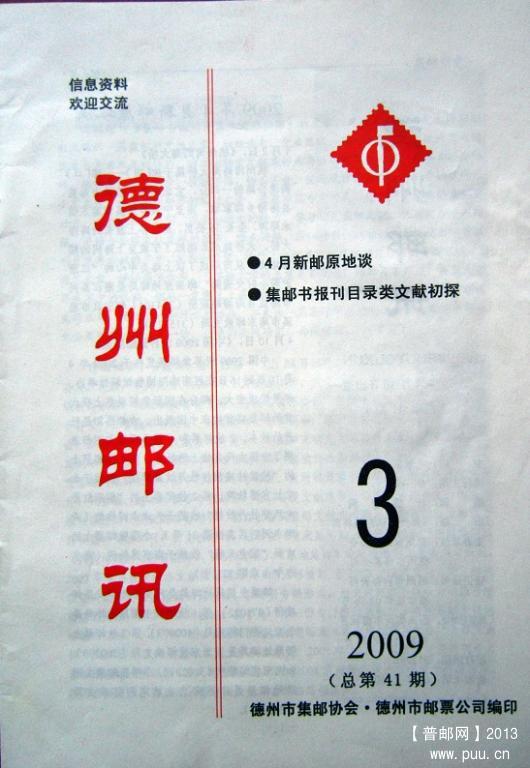 信息资料
欢迎交流
德州邮讯
●4月新邮原地谈
●集邮书报刊目录类文献初探
3
2009
（总第41期）
德州市集邮协会·德州市邮票公司编印
【普邮网】2013
www.puu.cn